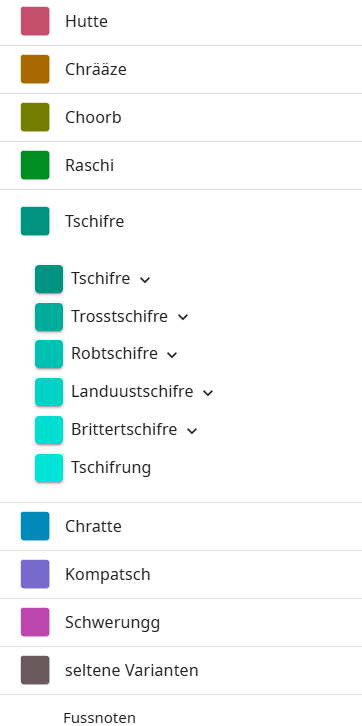 Hutte
Chrääze
Choorb
Raschi
Tschifre
Tschifre
Trosstschifre
Robtschifre
Landuustschifre
Brittertschifre
Tschifrung
Chratte
Kompatsch
Schwerungg
seltene Varianten
Fussnoten